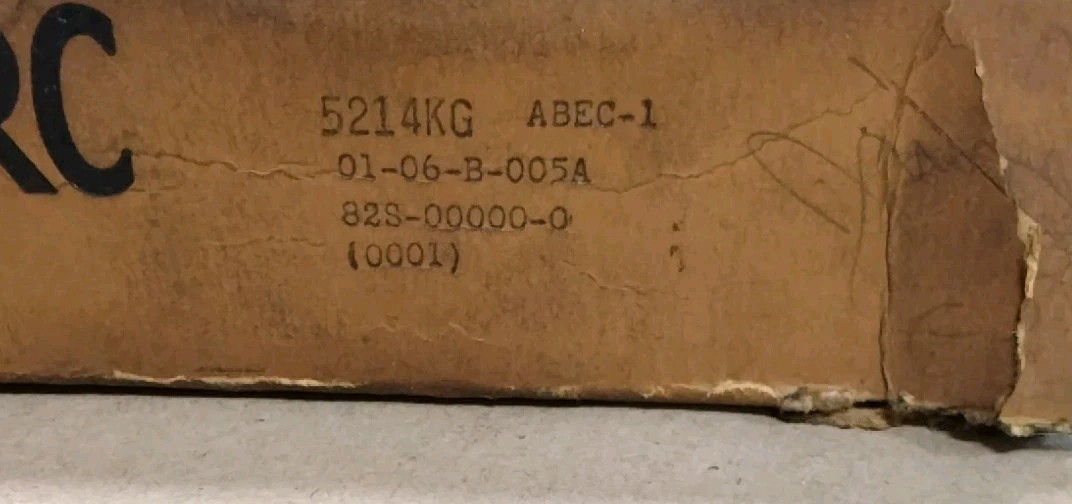 RC
5214KG ABEC-1
01-06-B-005A
82S-00000-0
(0001)